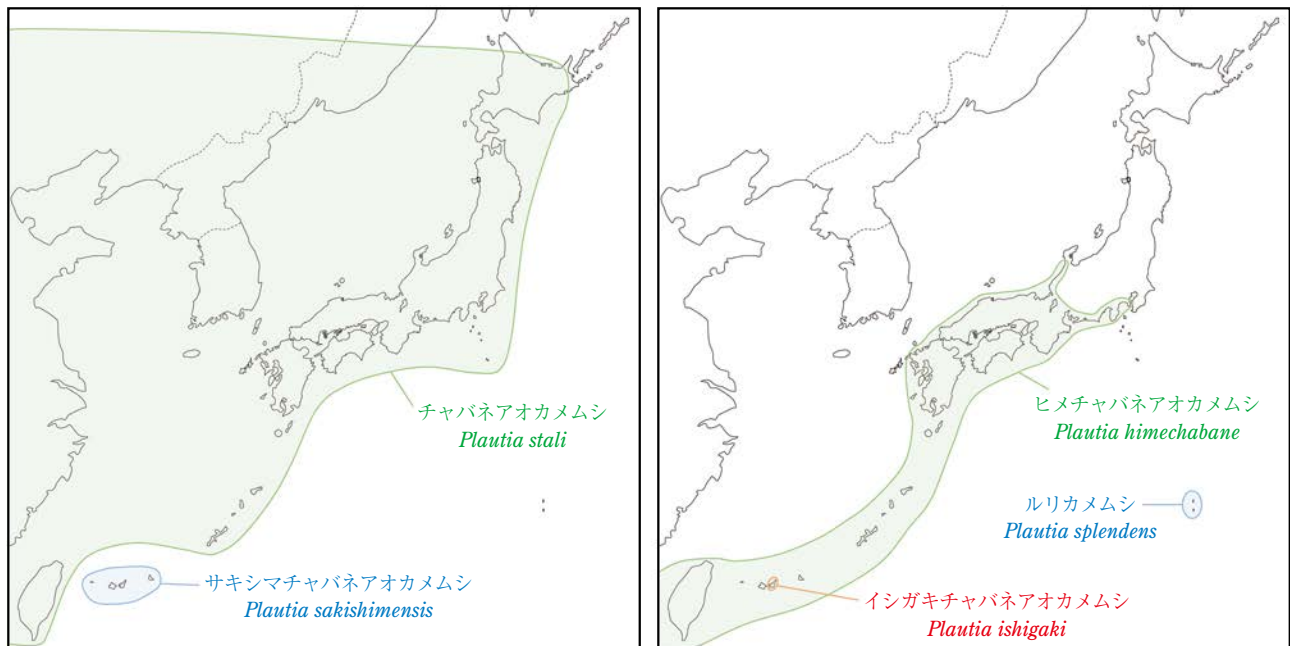 チャバネアオカメムシ
Plautia stali
サキシマチャバネアオカメムシ
Plautia sakishimensis
ヒメチャバネアオカメムシ
Plautia himechabane
ルリカメムシ
Plautia splendens
イシガキチャバネアオカメムシ
Plautia ishigaki